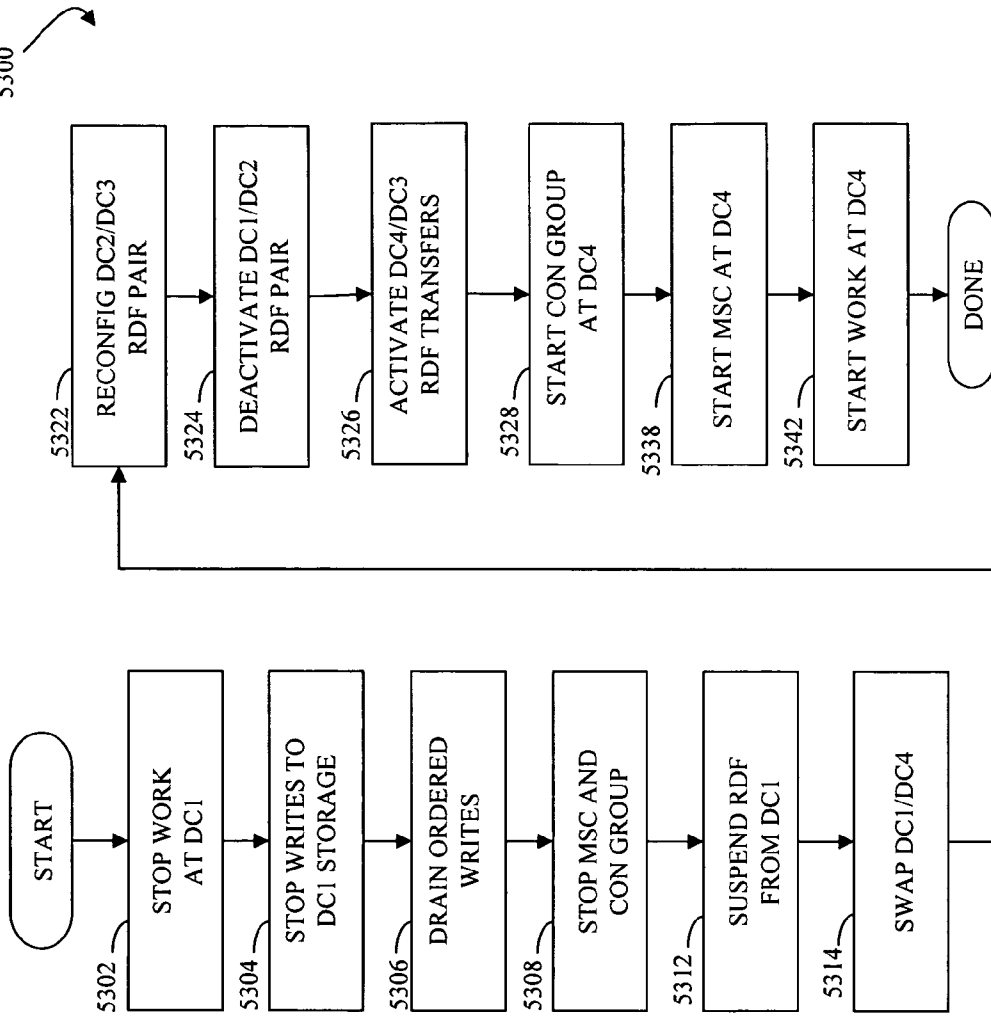 5300
START
5302
STOP WORK
AT DC1
5304
STOP WRITES TO
DC1 STORAGE
5306
DRAIN ORDERED
WRITES
5308
STOP MSC AND
CON GROUP
5312
SUSPEND RDF
FROM DC1
5314
SWAP DC1/DC4
5322
RECONFIG DC2/DC3
RDF PAIR
5324
DEACTIVATE DC1/DC2
RDF PAIR
5326
ACTIVATE DC4/DC3
RDF TRANSFERS
5328
START CON GROUP
AT DC4
5338
START MSC AT DC4
5342
START WORK AT DC4
DONE